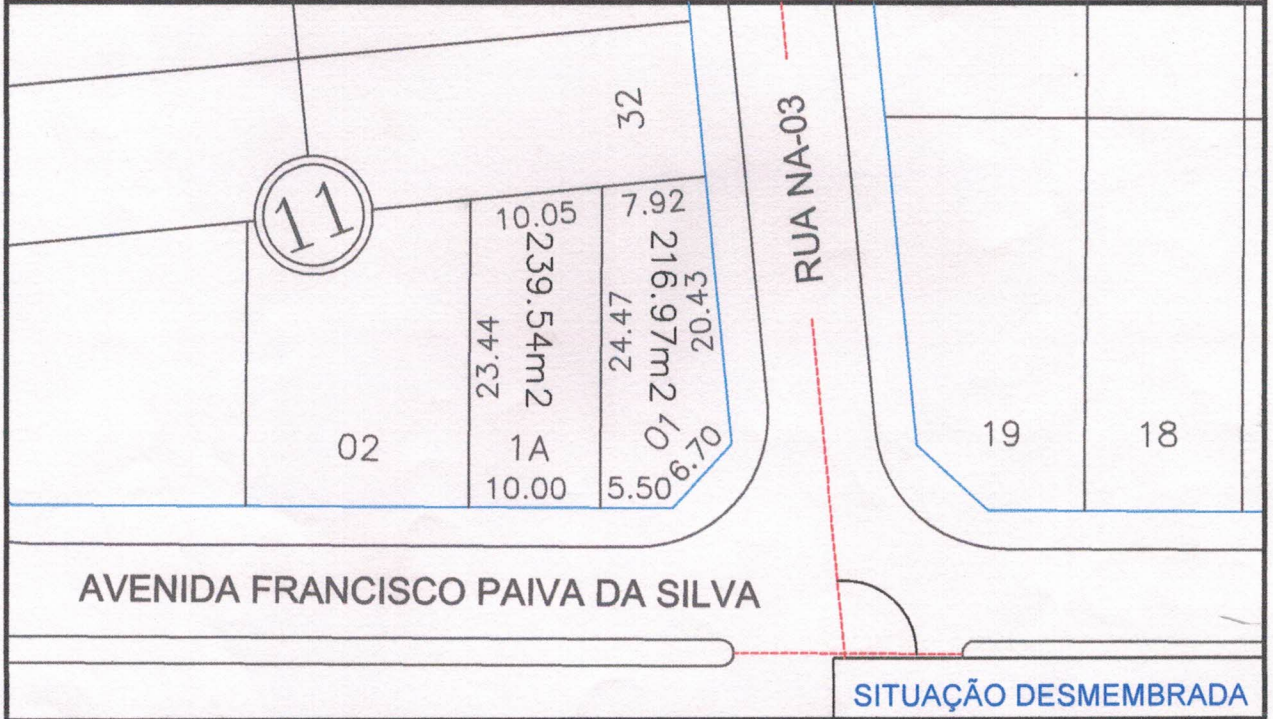 32
RUA NA-03
11
10.05
7.92
239.54m2
216.97m2
23.44
24.47
20.43
02
1A
01
6.70
10.00
5.50
19
18
AVENIDA FRANCISCO PAIVA DA SILVA
SITUAÇÃO DESMEMBRADA